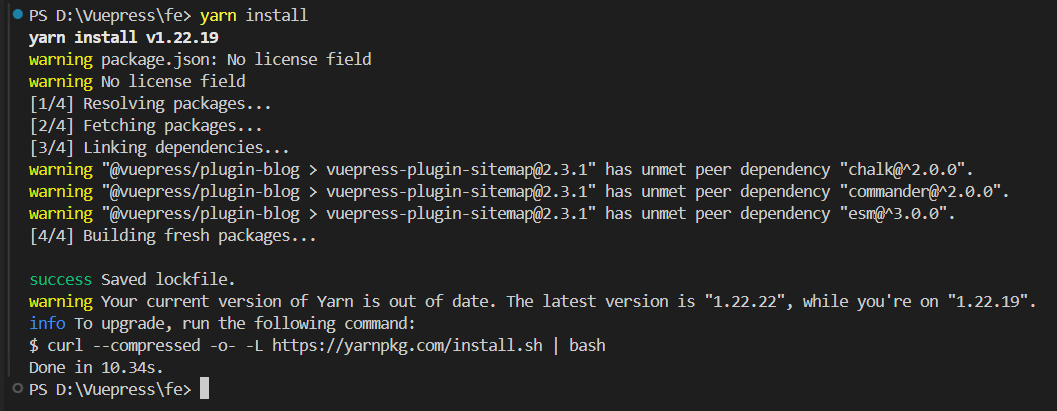 PS D:\Vuepress\fe> yarn install
yarn install v1.22.19
warning package.json: No license field
warning No license field
[1/4] Resolving packages...
[2/4] Fetching packages...
[3/4] Linking dependencies...
warning "@vuepress/plugin-blog > vuepress-plugin-sitemap@2.3.1" has unmet peer dependency "chalk@^2.0.0".
warning "@vuepress/plugin-blog > vuepress-plugin-sitemap@2.3.1" has unmet peer dependency "commander@^2.0.0".
warning "@vuepress/plugin-blog > vuepress-plugin-sitemap@2.3.1" has unmet peer dependency "esm@^3.0.0".
[4/4] Building fresh packages...
success Saved lockfile.
warning Your current version of Yarn is out of date. The latest version is "1.22.22", while you're on "1.22.19".
info To upgrade, run the following command:
$ curl --compressed -o- -L https://yarnpkg.com/install.sh | bash
Done in 10.34s.
PS D:\Vuepress\fe>